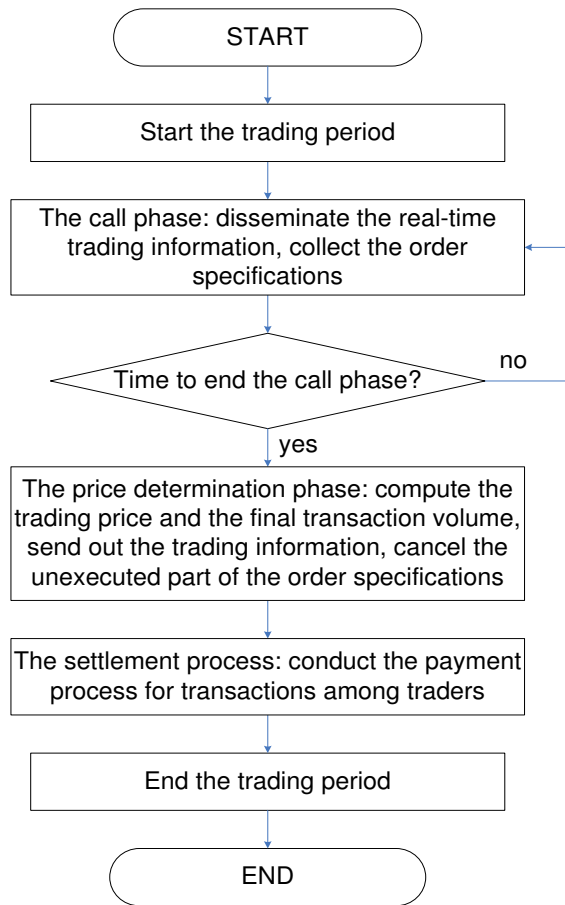 START
Start the trading period
The call phase: disseminate the real-time
trading information, collect the order
specifications
Time to end the call phase?
no
yes
The price determination phase: compute the
trading price and the final transaction volume,
send out the trading information, cancel the
unexecuted part of the order specifications
The settlement process: conduct the payment
process for transactions among traders
End the trading period
END